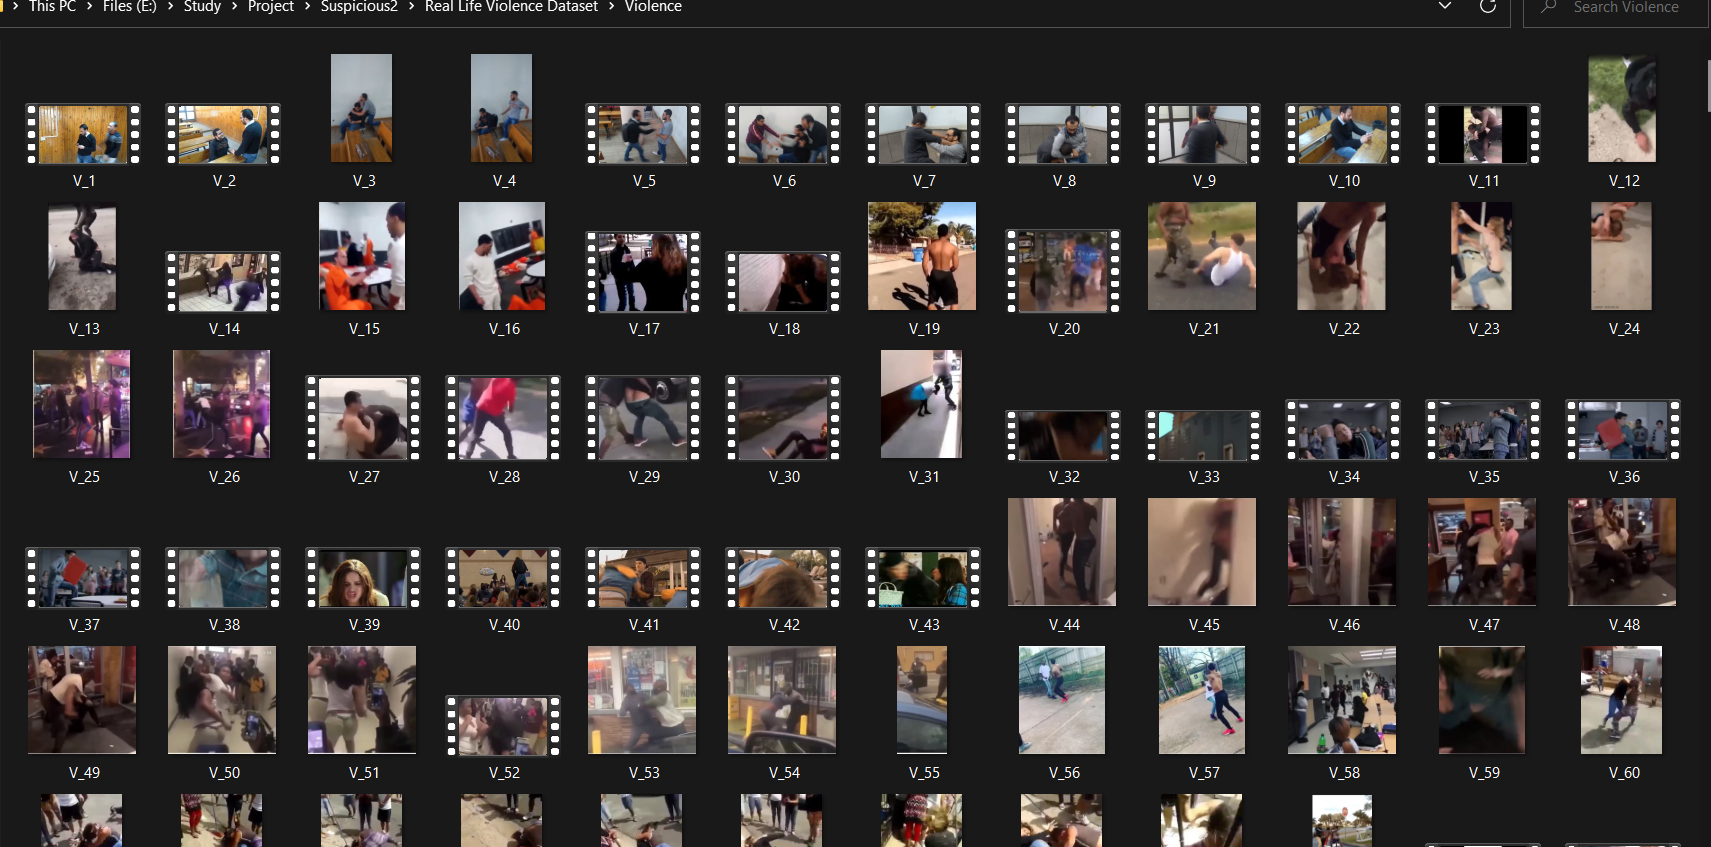 This PC > Files (E:) > Study > Project > Suspicious2 > Real Life Violence Dataset > Violence
Search Violence
V_1 V_2 V_3 V_4 V_5 V_6 V_7 V_8 V_9 V_10 V_11 V_12
V_13 V_14 V_15 V_16 V_17 V_18 V_19 V_20 V_21 V_22 V_23 V_24
V_25 V_26 V_27 V_28 V_29 V_30 V_31 V_32 V_33 V_34 V_35 V_36
V_37 V_38 V_39 V_40 V_41 V_42 V_43 V_44 V_45 V_46 V_47 V_48
V_49 V_50 V_51 V_52 V_53 V_54 V_55 V_56 V_57 V_58 V_59 V_60